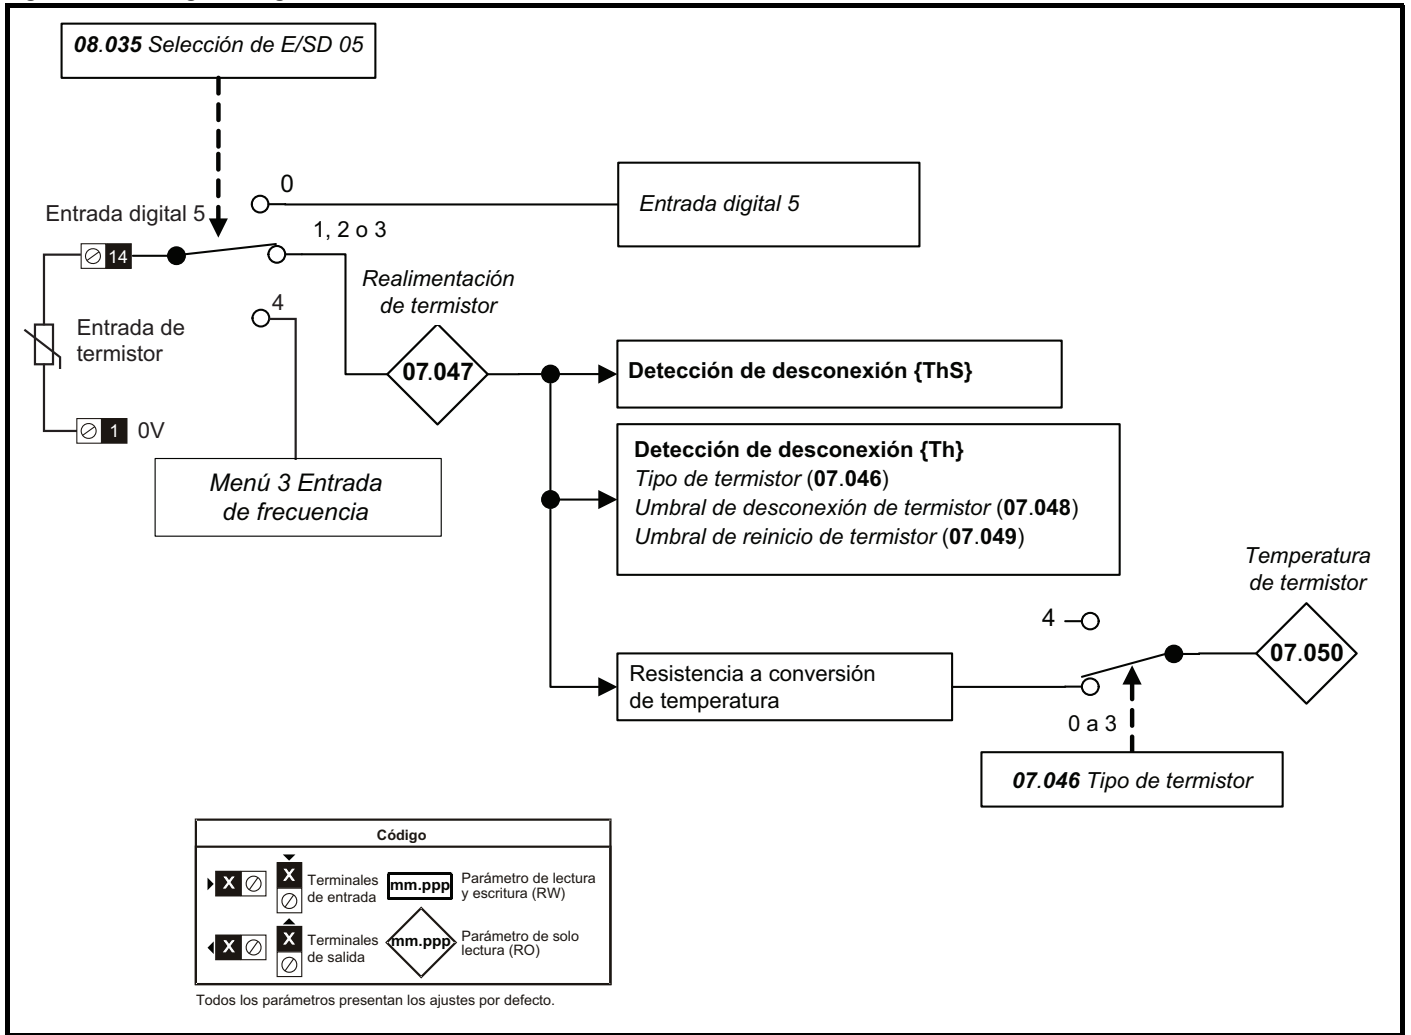 08.035 Selección de E/SD 05
0
Entrada digital 5
Entrada digital 5
1, 2 o 3
14
Realimentación
de termistor
4
Entrada de
termistor
07.047
Detección de desconexión {ThS}
1 0V
Detección de desconexión {Th}
Tipo de termistor (07.046)
Umbral de desconexión de termistor (07.048)
Umbral de reinicio de termistor (07.049)
Menú 3 Entrada
de frecuencia
Temperatura
de termistor
4
07.050
Resistencia a conversión
de temperatura
0 a 3
07.046 Tipo de termistor
Código
X
X
Terminales
de entrada
mm.ppp
Parámetro de lectura
y escritura (RW)
X
X
Terminales
de salida
mm.ppp
Parámetro de solo
lectura (RO)
Todos los parámetros presentan los ajustes por defecto.